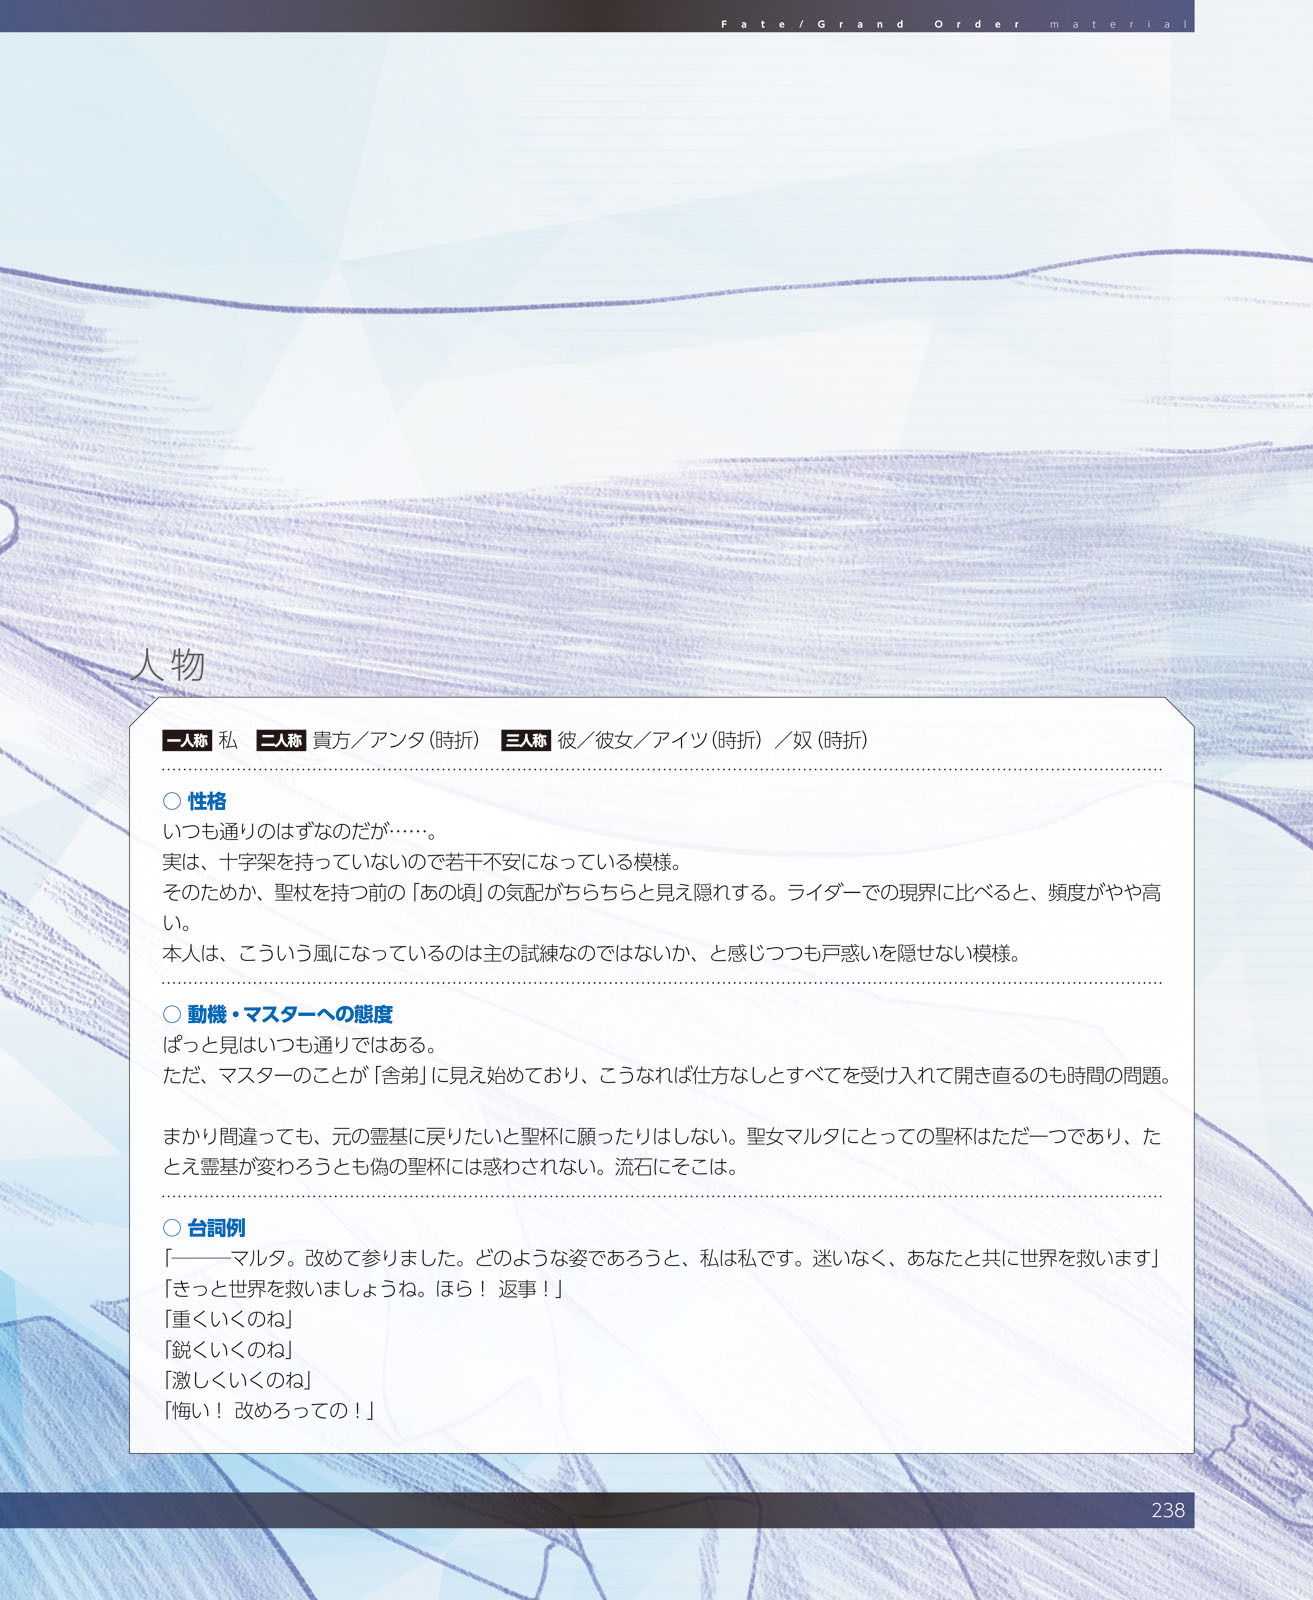 Fate/Grand Order material
人物
一人称 私 二人称 貴方／アンタ（時折） 三人称 彼／彼女／アイツ（時折）／奴（時折）
○ 性格
いつも通りのはずなのだが……。
実は、十字架を持っていないので若干不安になっている模様。
そのためか、聖杖を持つ前の「あの頃」の気配がちらちらと見え隠れする。ライダーでの現界に比べると、頻度がやや高
い。
本人は、こういう風になっているのは主の試練なのではないか、と感じつつも戸惑いを隠せない模様。
○ 動機・マスターへの態度
ぱっと見はいつも通りではある。
ただ、マスターのことが「舎弟」に見え始めており、こうなれば仕方なしとすべてを受け入れて開き直るのも時間の問題。
まかり間違っても、元の霊基に戻りたいと聖杯に願ったりはしない。聖女マルタにとっての聖杯はただ一つであり、た
とえ霊基が変わろうとも偽の聖杯には惑わされない。流石にそこは。
○ 台詞例
「―――マルタ。改めて参りました。どのような姿であろうと、私は私です。迷いなく、あなたと共に世界を救います」
「きっと世界を救いましょうね。ほら！ 返事！」
「重くいくのね」
「鋭くいくのね」
「激しくいくのね」
「悔い！ 改めろっての！」
238